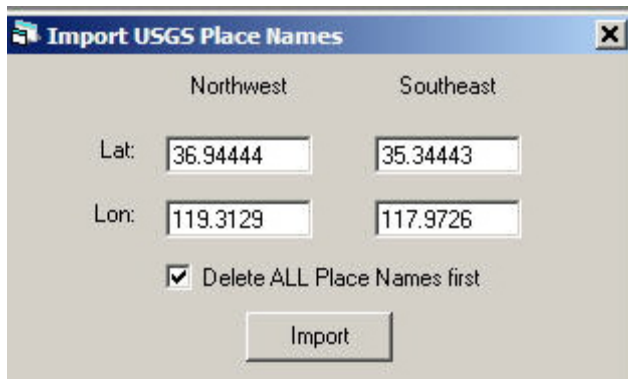 Import USGS Place Names
Northwest Southeast
Lat: 36.94444 35.34443
Lon: 119.3129 117.9726
Delete ALL Place Names first
Import